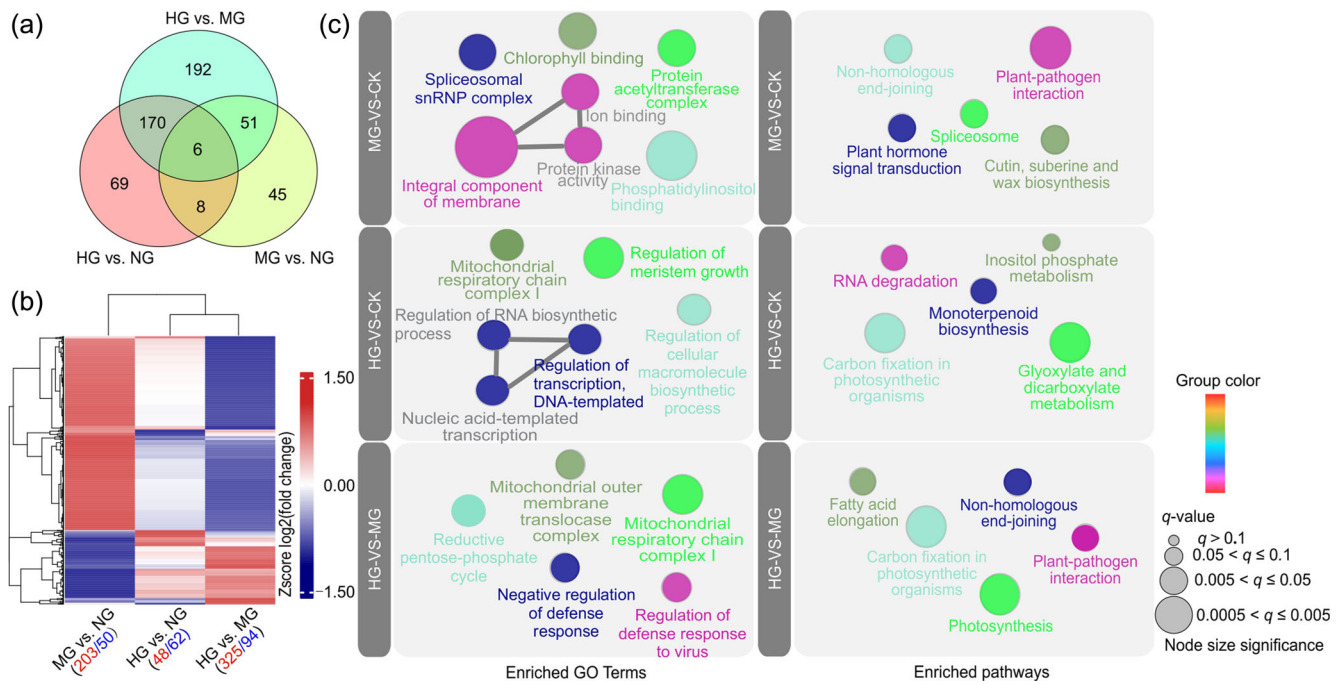 (a)
HG vs. MG
192
170
51
6
69
8
45
HG vs. NG
MG vs. NG
(b)
1.50
0.00
−1.50
Zscore log2(fold change)
MG vs. NG
(203/50)
HG vs. NG
(48/62)
HG vs. MG
(325/94)
(c)
MG-VS-CK
Spliceosomal
snRNP complex
Chlorophyll binding
Protein
acetyltransferase
complex
Ion binding
Integral component
of membrane
Protein kinase
activity
Phosphatidylinositol
binding
MG-VS-CK
Non-homologous
end-joining
Plant-pathogen
interaction
Plant hormone
signal transduction
Spliceosome
Cutin, suberine and
wax biosynthesis
HG-VS-CK
Mitochondrial
respiratory chain
complex I
Regulation of
meristem growth
Regulation of RNA biosynthetic
process
Regulation of
transcription,
DNA-templated
Nucleic acid-templated
transcription
Regulation of
cellular
macromolecule
biosynthetic
process
HG-VS-CK
RNA degradation
Inositol phosphate
metabolism
Monoterpenoid
biosynthesis
Carbon fixation in
photosynthetic
organisms
Glyoxylate and
dicarboxylate
metabolism
HG-VS-MG
Reductive
pentose-phosphate
cycle
Mitochondrial outer
membrane
translocase
complex
Mitochondrial
respiratory chain
complex I
Negative regulation
of defense
response
Regulation
of defense response
to virus
HG-VS-MG
Fatty acid
elongation
Non-homologous
end-joining
Carbon fixation in
photosynthetic
organisms
Plant-pathogen
interaction
Photosynthesis
Enriched GO Terms
Enriched pathways
Group color
q-value
q > 0.1
0.05 < q ≤ 0.1
0.005 < q ≤ 0.05
0.0005 < q ≤ 0.005
Node size significance